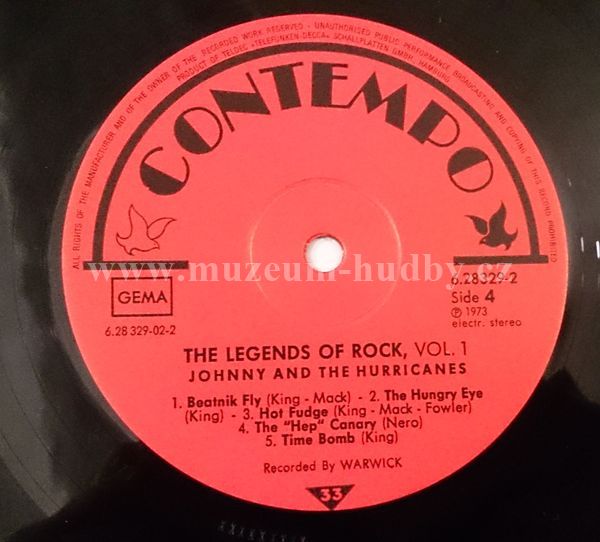 ALL RIGHTS OF THE MANUFACTURER AND OF THE OWNER OF THE RECORDED WORK RESERVED - UNAUTHORISED PUBLIC PERFORMANCE, BROADCASTING AND COPYING OF THIS RECORD PROHIBITED
PRODUCT OF TELDEC »TELEFUNKEN-DECCA« SCHALLPLATTEN GMBH, HAMBURG
CONTEMPO
www.muzeum-hudby.cz
GEMA
6.28329-2
Side 4
6.28 329-02-2
℗ 1973
electr. stereo
THE LEGENDS OF ROCK, VOL. 1
JOHNNY AND THE HURRICANES
1. Beatnik Fly (King - Mack) - 2. The Hungry Eye
(King) - 3. Hot Fudge (King - Mack - Fowler)
4. The "Hep" Canary (Nero)
5. Time Bomb (King)
Recorded By WARWICK
33